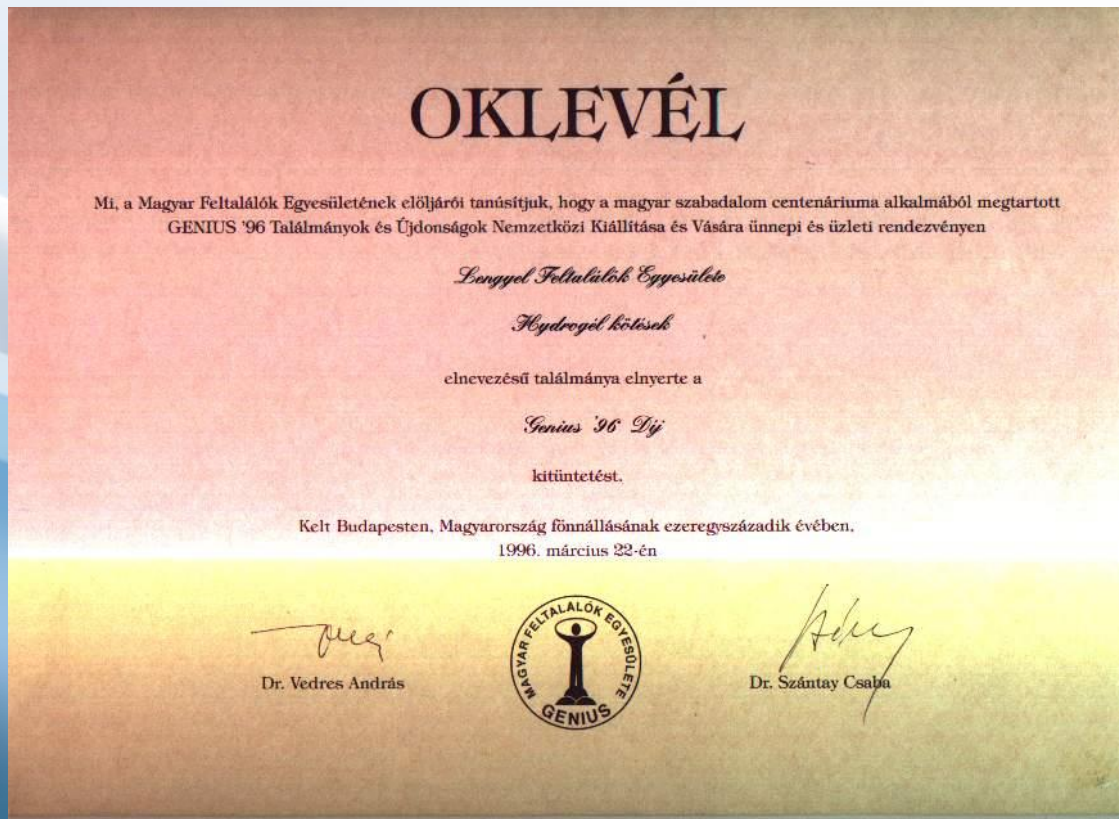 OKLEVÉL
Mi, a Magyar Feltalálók Egyesületének elöljárói tanúsítjuk, hogy a magyar szabadalom centenáriuma alkalmából megtartott
GENIUS '96 Találmányok és Újdonságok Nemzetközi Kiállítása és Vására ünnepi és üzleti rendezvényen
Lengyel Feltalálók Egyesülete
Hydrogél kötések
elnevezésű találmánya elnyerte a
Genius '96 Díj
kitüntetést.
Kelt Budapesten, Magyarország fönnállásának ezeregyszázadik évében,
1996. március 22-én
MAGYAR FELTALALÓK EGYESÜLETE
GENIUS
Dr. Vedres András
Dr. Szántay Csaba